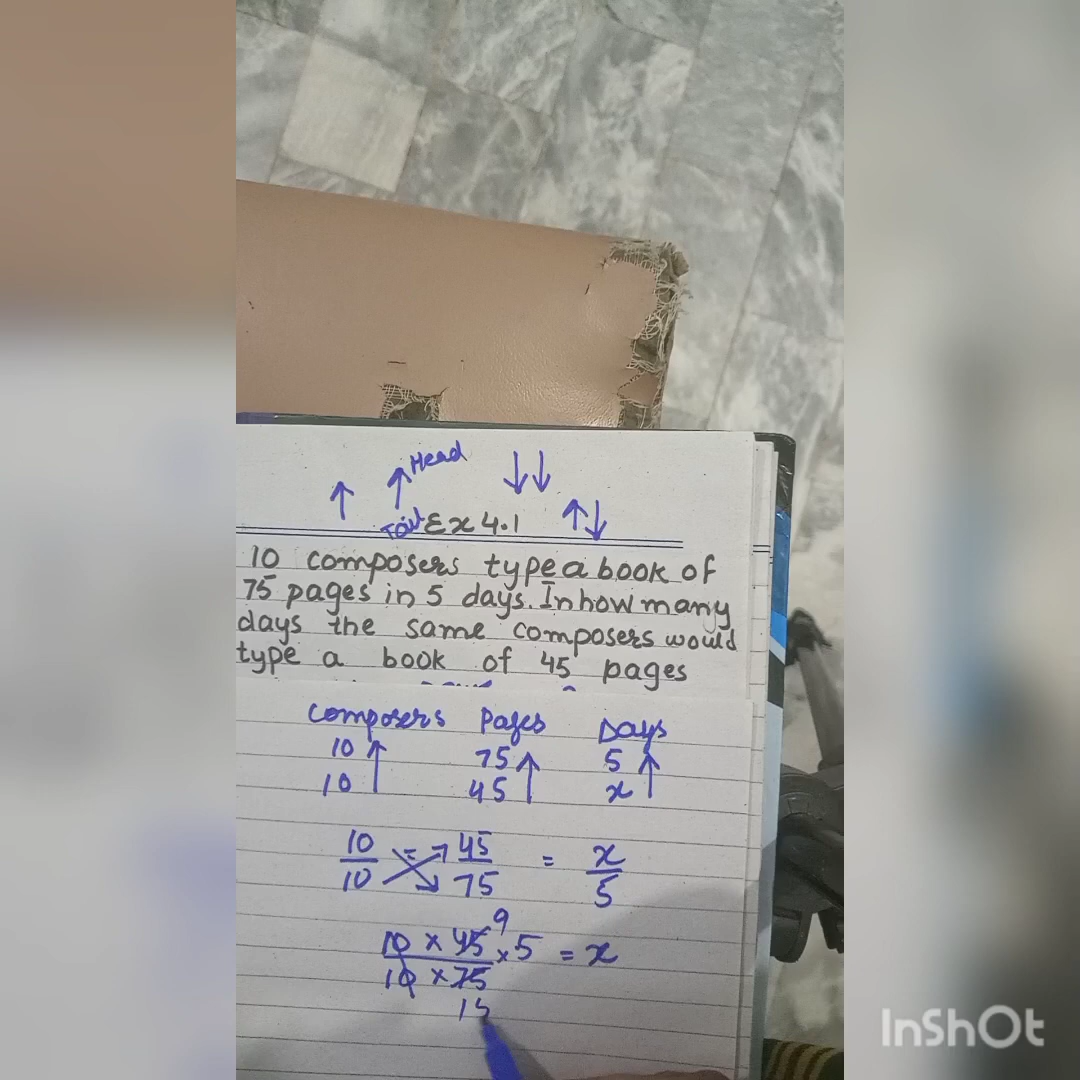 Head
Tail Ex 4.1
10 composers type a book of
75 pages in 5 days. In how many
days the same composers would
type a book of 45 pages
Composers Pages Days
10 75 5
10 45 x
10/10 = 45/75 = x/5
9
10 × 45 × 5 = x
10 × 75
15
InShOt